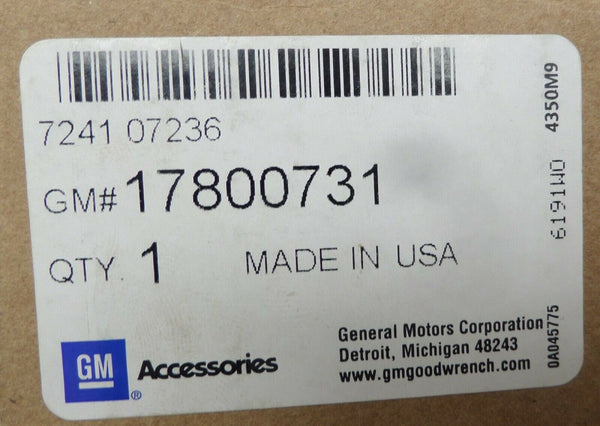 7241 07236
GM# 17800731
QTY. 1 MADE IN USA
GM ® Accessories
General Motors Corporation
Detroit, Michigan 48243
www.gmgoodwrench.com
4350M9
6191WO
0A045775